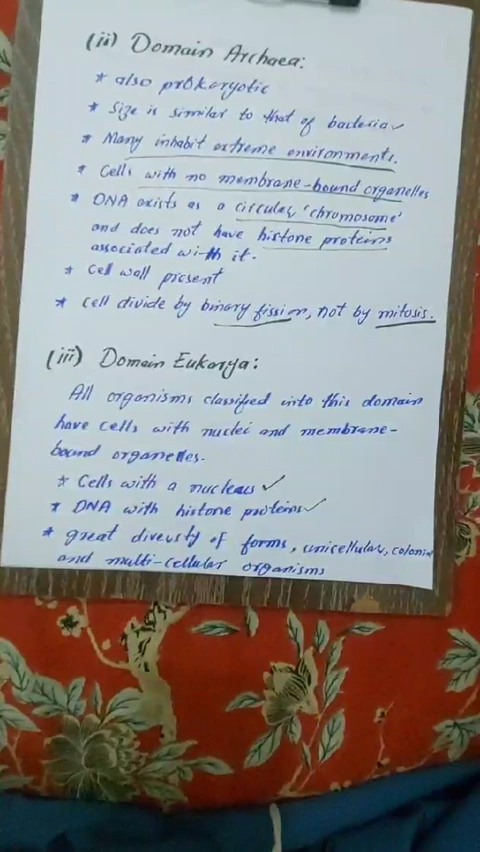 (ii) Domain Archaea:
* also prokaryotic
* Size is similar to that of bacteria
* Many inhabit extreme environments.
* Cells with no membrane-bound organelles
* DNA exists as a circular 'chromosome'
and does not have histone proteins
associated with it.
* Cell wall present
* Cell divide by binary fission, not by mitosis.
(iii) Domain Eukarya:
All organisms classified into this domain
have cells with nuclei and membrane-
bound organelles.
* Cells with a nucleus ✓
* DNA with histone proteins ✓
* great diversty of forms, unicellular, colonial
and multi-cellular organisms